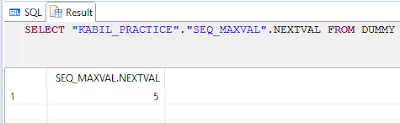 SQL Result
SELECT "KABIL_PRACTICE"."SEQ_MAXVAL".NEXTVAL FROM DUMMY
SEQ_MAXVAL.NEXTVAL
1 5